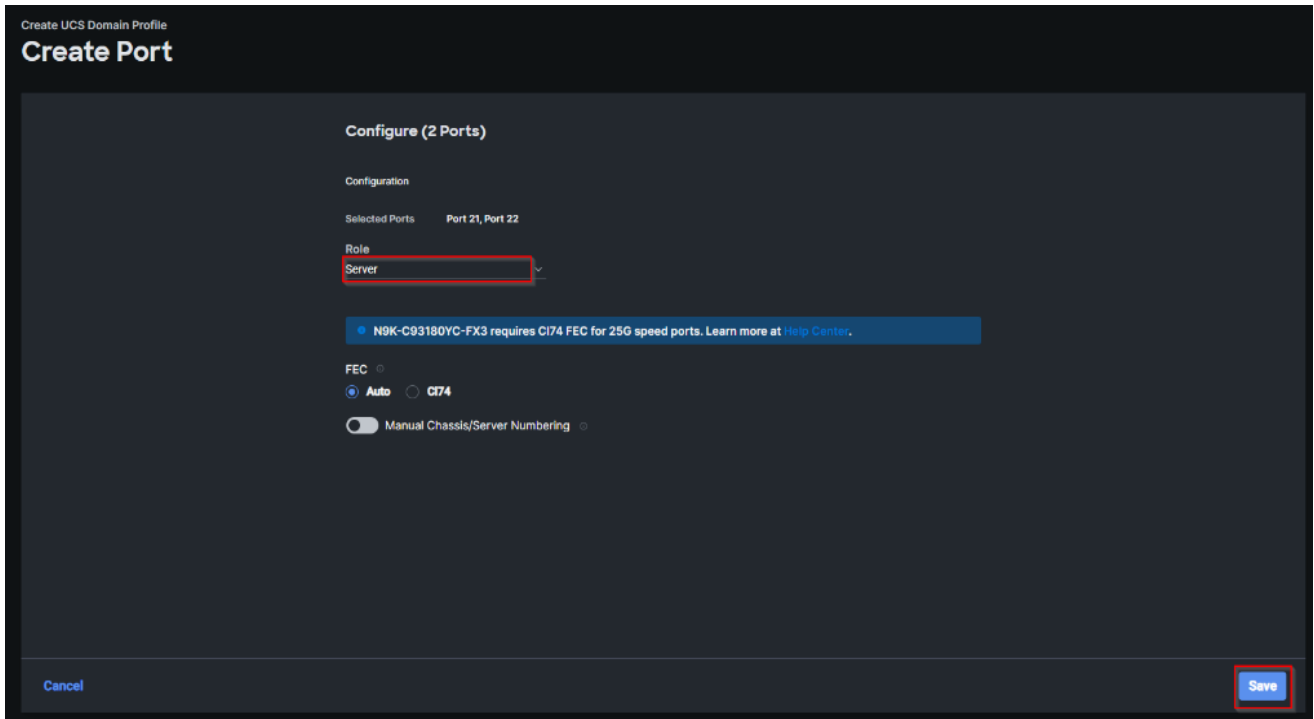 Create UCS Domain Profile
Create Port
Configure (2 Ports)
Configuration
Selected Ports Port 21, Port 22
Role
Server
N9K-C93180YC-FX3 requires Cl74 FEC for 25G speed ports. Learn more at Help Center.
FEC
Auto Cl74
Manual Chassis/Server Numbering
Cancel Save